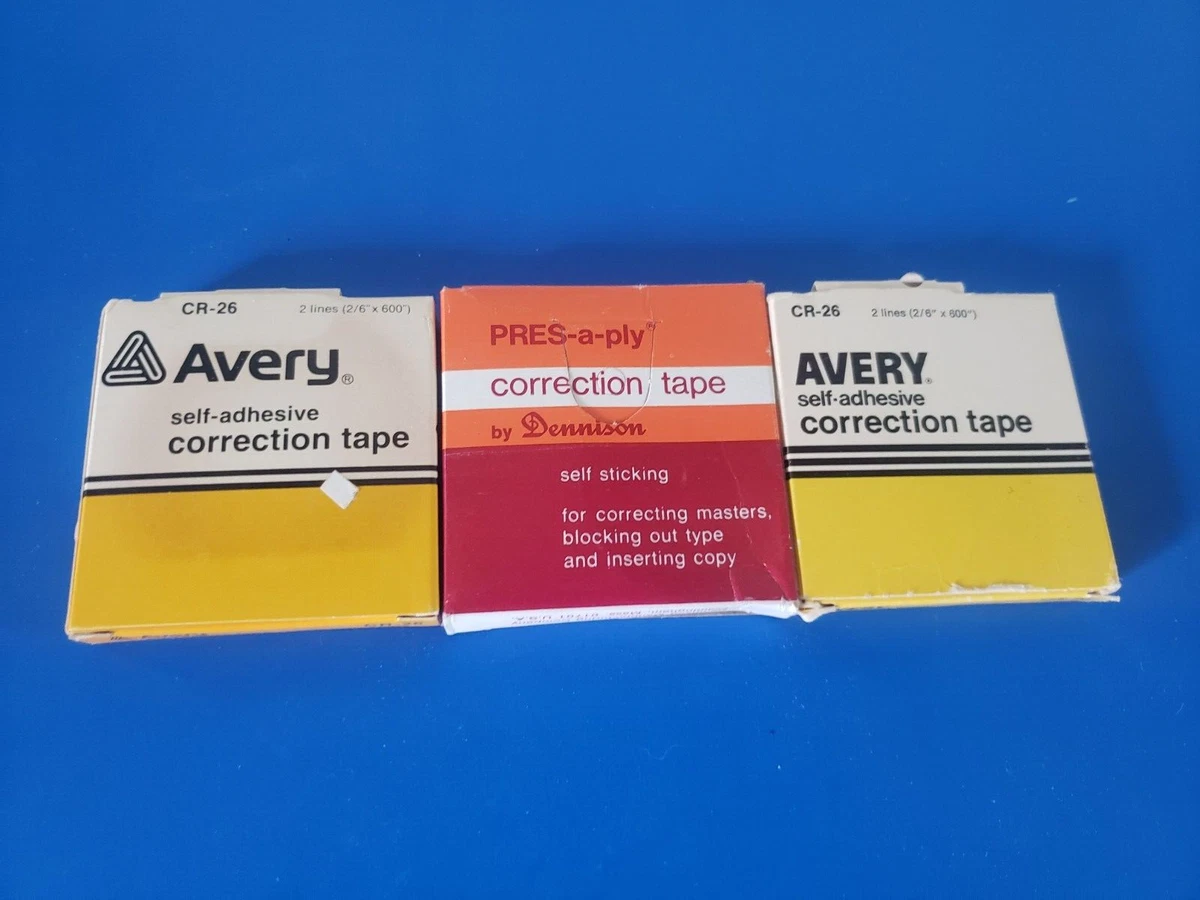 CR-26 2 lines (2/6" x 600")
Avery®
self-adhesive
correction tape
PRES-a-ply®
correction tape
by Dennison
self sticking
for correcting masters,
blocking out type
and inserting copy
CR-26 2 lines (2/6" x 600")
AVERY®
self-adhesive
correction tape